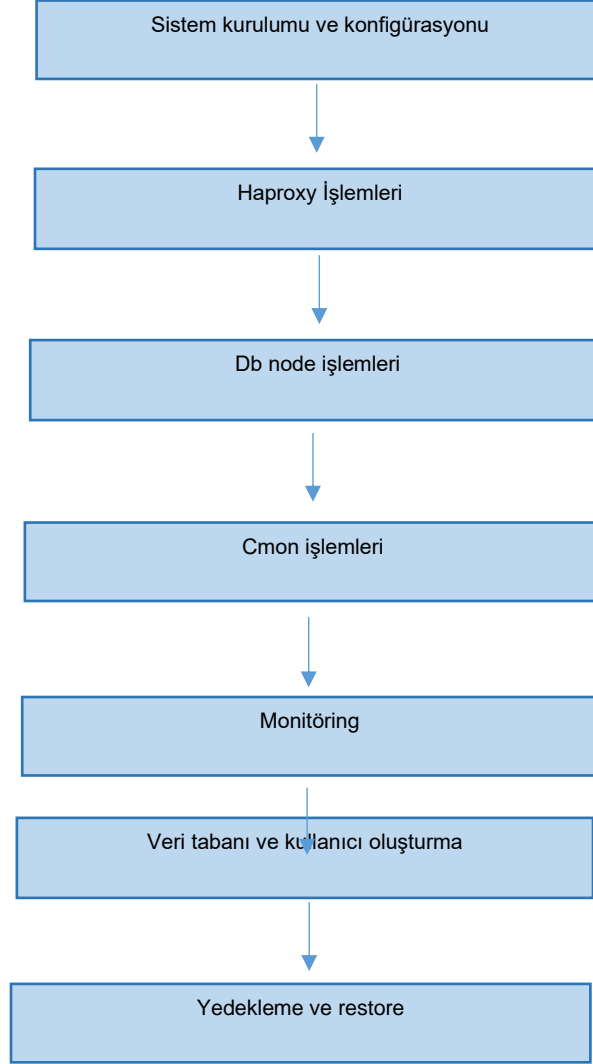 Sistem kurulumu ve konfigürasyonu
Haproxy İşlemleri
Db node işlemleri
Cmon işlemleri
Monitöring
Veri tabanı ve kullanıcı oluşturma
Yedekleme ve restore